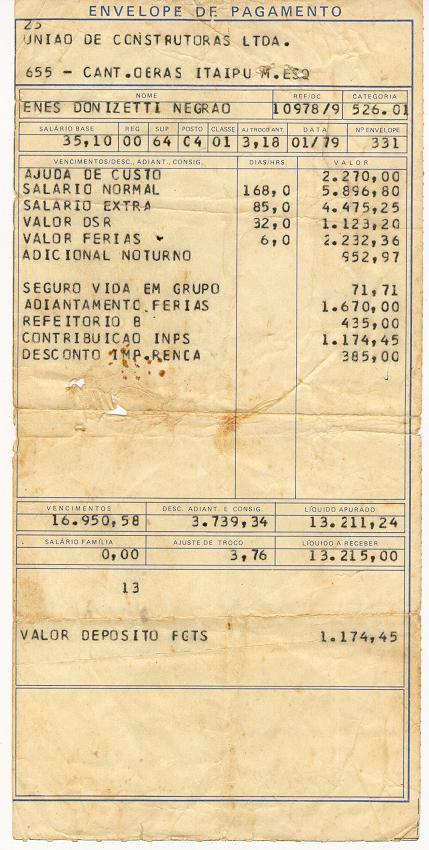 ENVELOPE DE PAGAMENTO
25
UNIAO DE CONSTRUTORAS LTDA.
655 - CANT.OBRAS ITAIPU M.ESQ
NOME REF/DC CATEGORIA
ENES DONIZETTI NEGRAO 10978/9 526.01
SALÁRIO BASE REG SUP POSTO CLASSE AJ TROCO ANT. DATA Nº ENVELOPE
35,10 00 64 04 01 3,18 01/79 331
VENCIMENTOS/DESC., ADIANT., CONSIG. DIAS/HRS. VALOR
AJUDA DE CUSTO 2.270,00
SALARIO NORMAL 168,0 5.896,80
SALARIO EXTRA 85,0 4.475,25
VALOR DSR 32,0 1.123,20
VALOR FERIAS 6,0 2.232,36
ADICIONAL NOTURNO 952,97
SEGURO VIDA EM GRUPO 71,71
ADIANTAMENTO FERIAS 1.670,00
REFEITORIO B 435,00
CONTRIBUICAO INPS 1.174,45
DESCONTO IMP.RENDA 385,00
VENCIMENTOS DESC. ADIANT. E CONSIG. LÍQUIDO APURADO
16.950,58 3.739,34 13.211,24
SALÁRIO FAMÍLIA AJUSTE DE TROCO LÍQUIDO A RECEBER
0,00 3,76 13.215,00
13
VALOR DEPOSITO FGTS 1.174,45